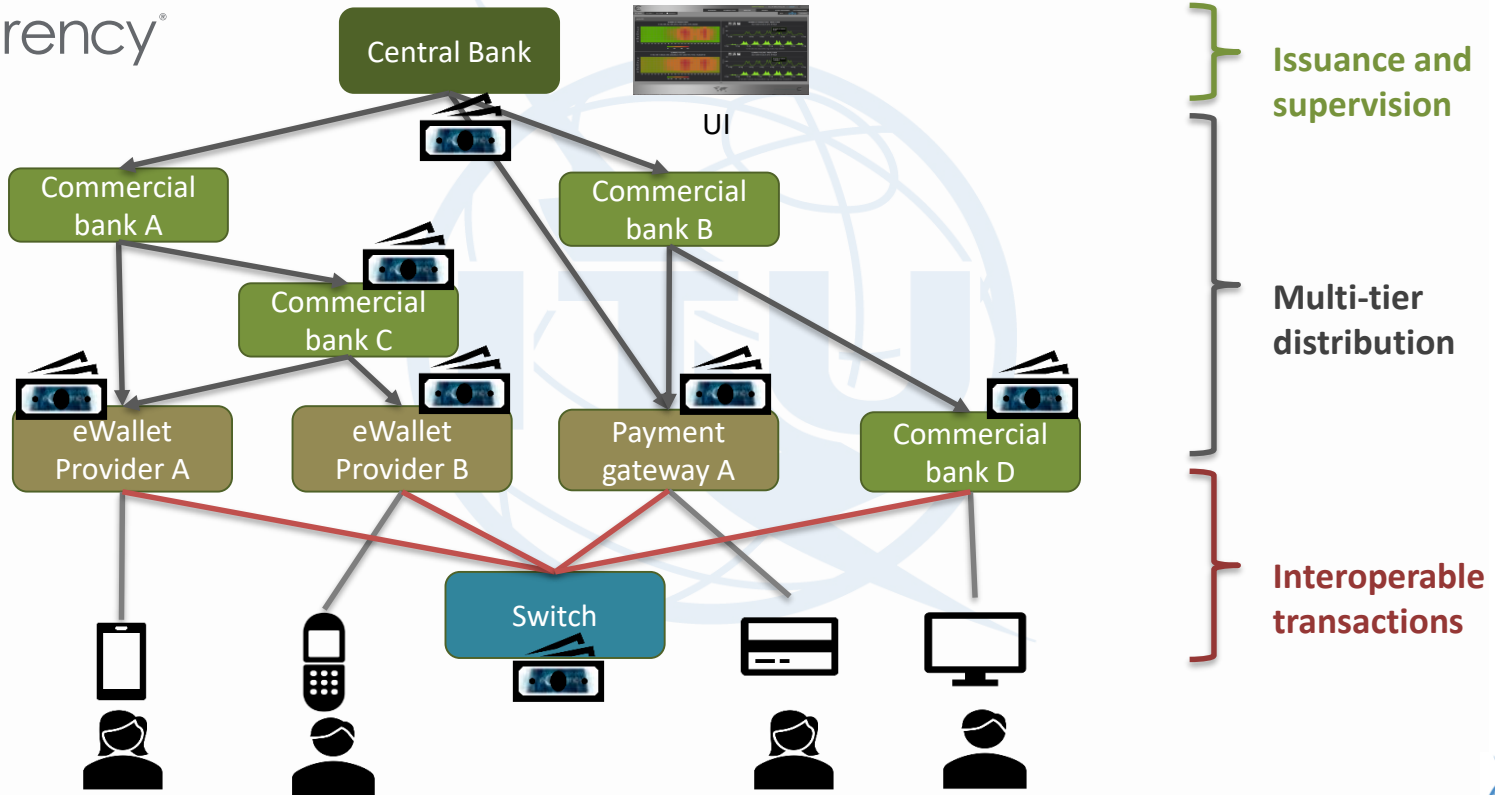 rency®
Central Bank
UI
Issuance and
supervision
Commercial
bank A
Commercial
bank B
Commercial
bank C
Multi-tier
distribution
eWallet
Provider A
eWallet
Provider B
Payment
gateway A
Commercial
bank D
Switch
Interoperable
transactions
ITU